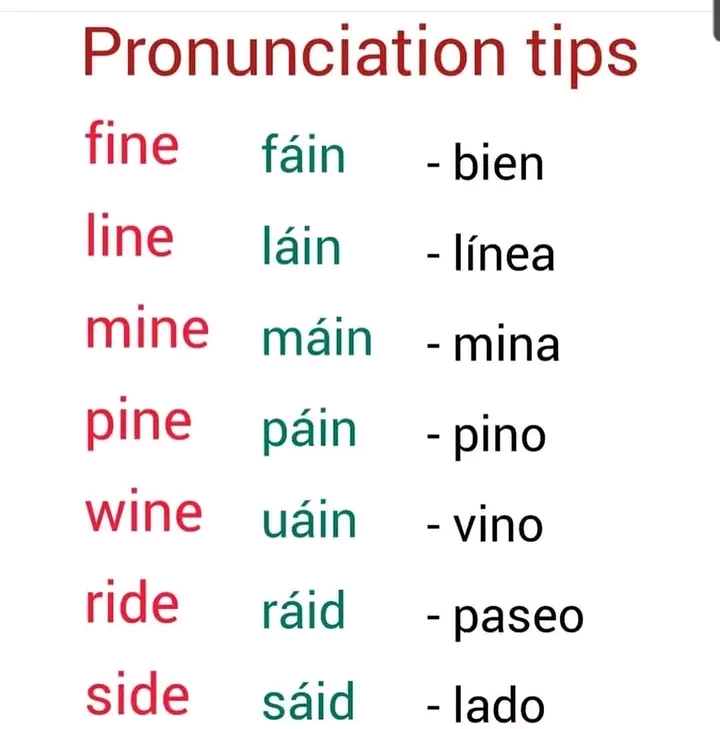 Pronunciation tips
fine fáin - bien
line láin - línea
mine máin - mina
pine páin - pino
wine uáin - vino
ride ráid - paseo
side sáid - lado